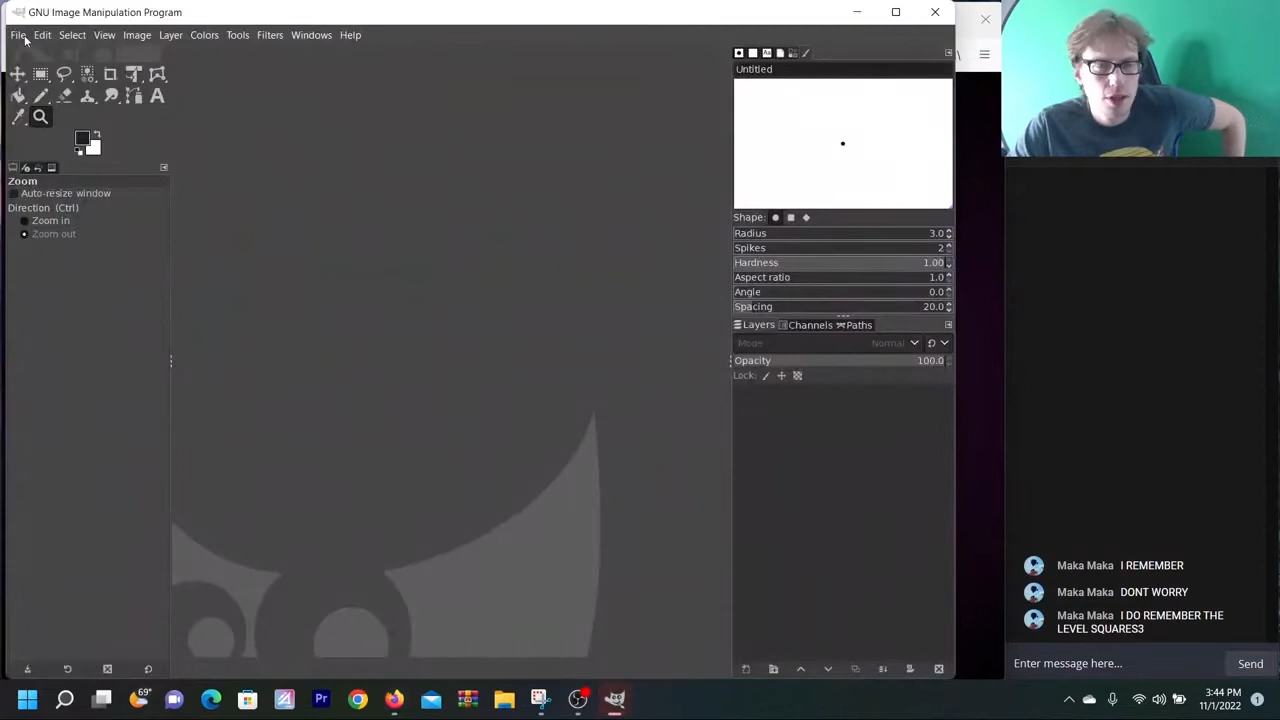 GNU Image Manipulation Program
File Edit Select View Image Layer Colors Tools Filters Windows Help
Zoom
Auto-resize window
Direction (Ctrl)
Zoom in
Zoom out
Aa
Untitled
Shape:
Radius 3.0
Spikes 2
Hardness 1.00
Aspect ratio 1.0
Angle 0.0
Spacing 20.0
Layers Channels Paths
Mode Normal
Opacity 100.0
Lock:
Maka Maka I REMEMBER
Maka Maka DONT WORRY
Maka Maka I DO REMEMBER THE
LEVEL SQUARES3
Enter message here... Send
69°
Pr
3:44 PM
11/1/2022
1